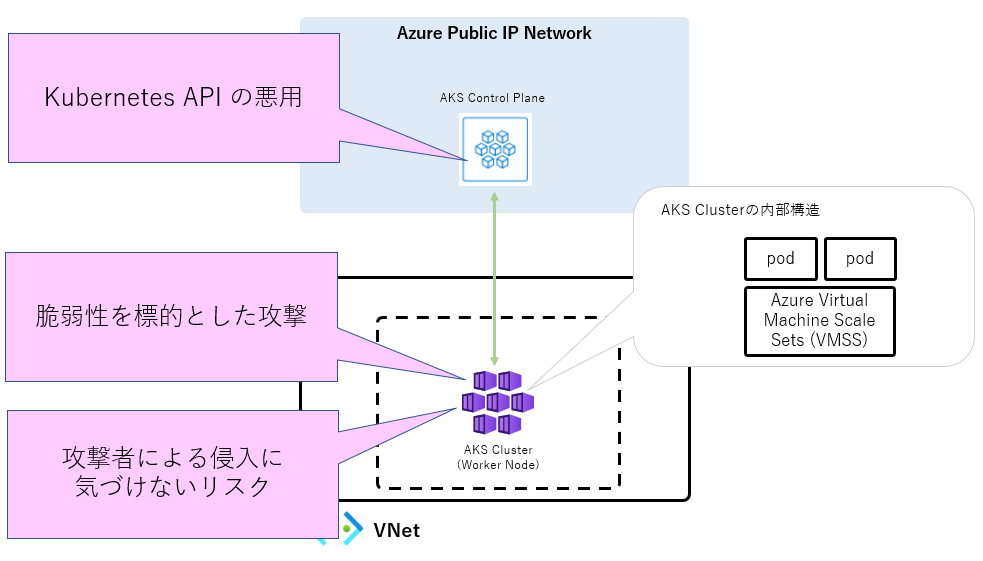 Azure Public IP Network
Kubernetes API の悪用
AKS Control Plane
AKS Clusterの内部構造
pod
pod
Azure Virtual
Machine Scale
Sets (VMSS)
脆弱性を標的とした攻撃
攻撃者による侵入に
気づけないリスク
AKS Cluster
(Worker Node)
VNet